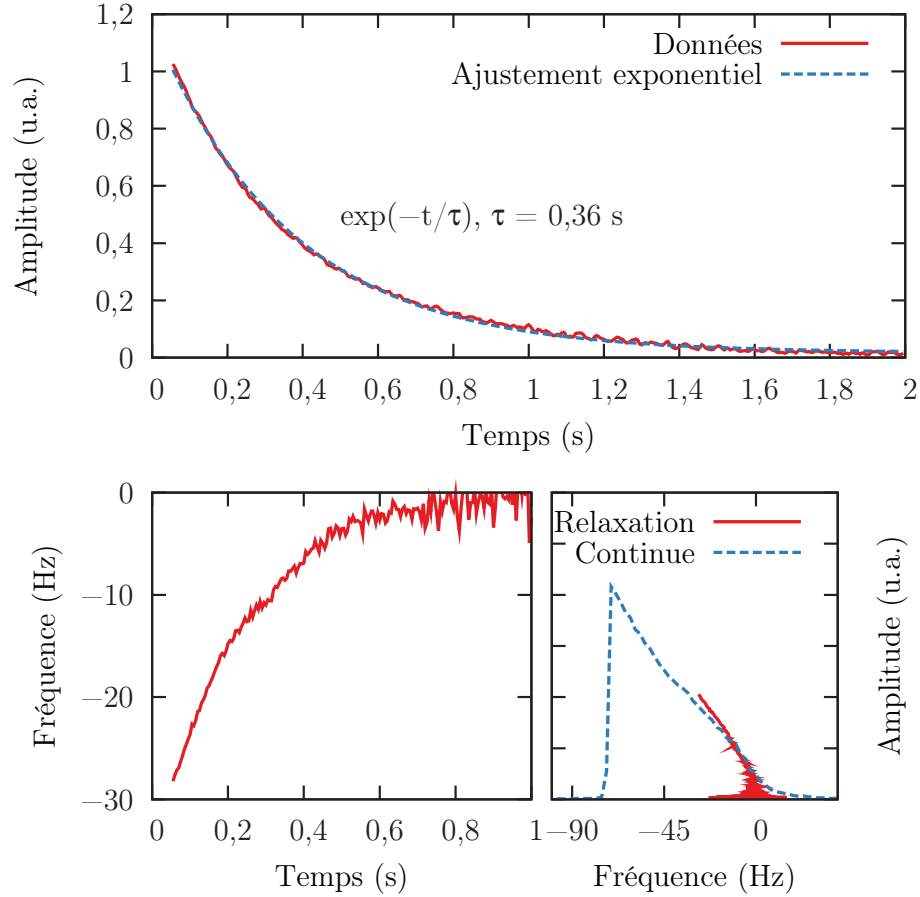 1,2
1
0,8
0,6
0,4
0,2
0
Amplitude (u.a.)
Données
Ajustement exponentiel
exp(−t/τ), τ = 0,36 s
0 0,2 0,4 0,6 0,8 1 1,2 1,4 1,6 1,8 2
Temps (s)
0
−10
−20
−30
Fréquence (Hz)
0 0,2 0,4 0,6 0,8 1
Temps (s)
Relaxation
Continue
−90 −45 0
Fréquence (Hz)
Amplitude (u.a.)